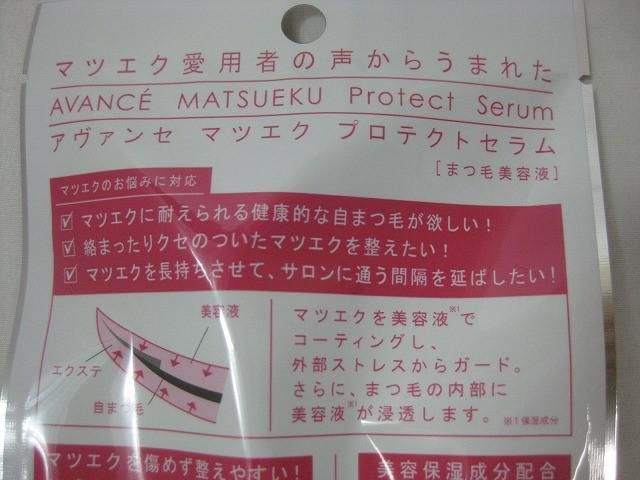 マツエク愛用者の声からうまれた
AVANCÉ MATSUEKU Protect Serum
アヴァンセ マツエク プロテクトセラム
[まつ毛美容液]
マツエクのお悩みに対応
マツエクに耐えられる健康的な自まつ毛が欲しい!
絡まったりクセのついたマツエクを整えたい!
マツエクを長持ちさせて、サロンに通う間隔を延ばしたい!
美容液
エクステ
自まつ毛
マツエクを美容液※1で
コーティングし、
外部ストレスからガード。
さらに、まつ毛の内部に
美容液※1が浸透します。
※1保湿成分
マツエクを傷めず整えやすい!
美容保湿成分配合